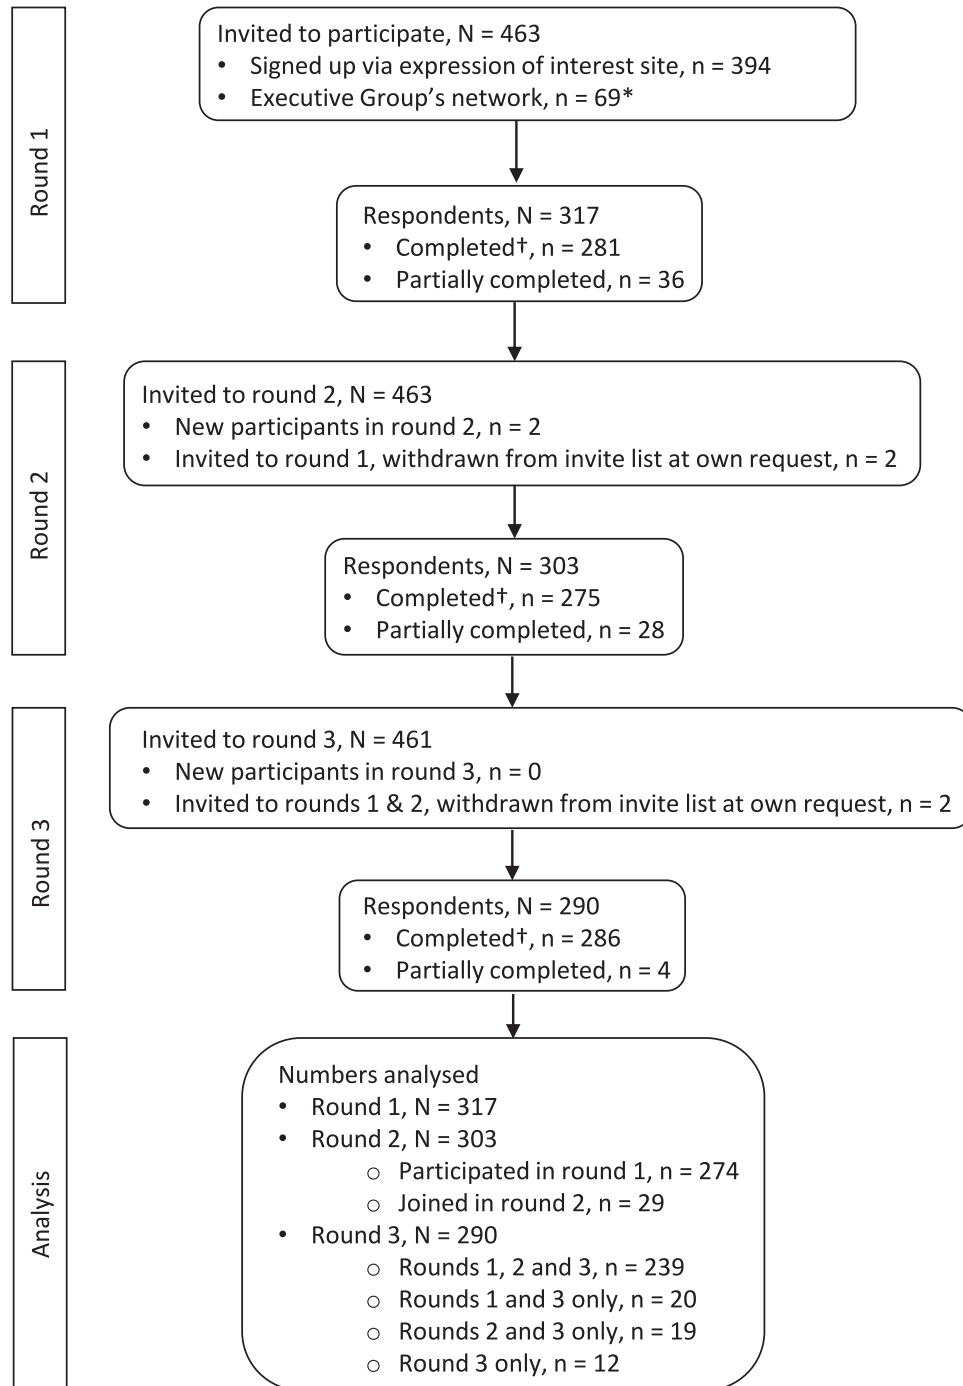 Round 1
Invited to participate, N = 463
• Signed up via expression of interest site, n = 394
• Executive Group’s network, n = 69*
Respondents, N = 317
• Completed†, n = 281
• Partially completed, n = 36
Round 2
Invited to round 2, N = 463
• New participants in round 2, n = 2
• Invited to round 1, withdrawn from invite list at own request, n = 2
Respondents, N = 303
• Completed†, n = 275
• Partially completed, n = 28
Round 3
Invited to round 3, N = 461
• New participants in round 3, n = 0
• Invited to rounds 1 & 2, withdrawn from invite list at own request, n = 2
Respondents, N = 290
• Completed†, n = 286
• Partially completed, n = 4
Analysis
Numbers analysed
• Round 1, N = 317
• Round 2, N = 303
○ Participated in round 1, n = 274
○ Joined in round 2, n = 29
• Round 3, N = 290
○ Rounds 1, 2 and 3, n = 239
○ Rounds 1 and 3 only, n = 20
○ Rounds 2 and 3 only, n = 19
○ Round 3 only, n = 12